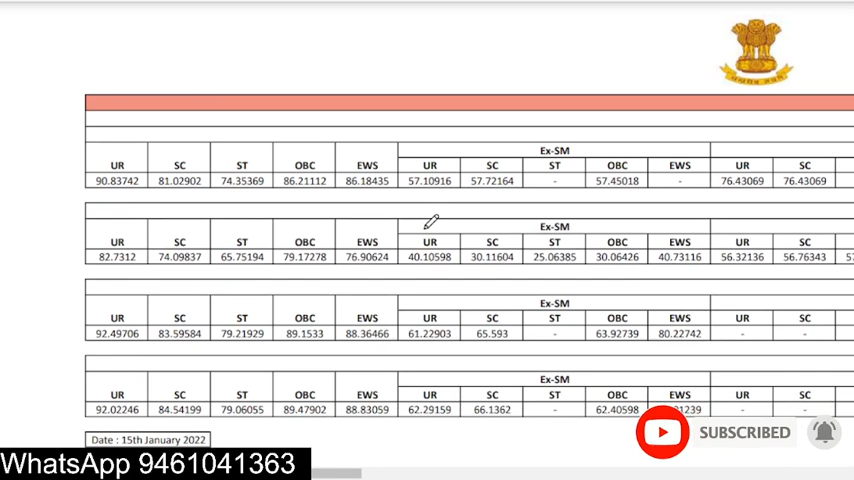 Ex-SM
UR SC ST OBC EWS UR SC ST OBC EWS UR SC
90.83742 81.02902 74.35369 86.21112 86.18435 57.10916 57.72164 - 57.45018 - 76.43069 76.43069
Ex-SM
UR SC ST OBC EWS UR SC ST OBC EWS UR SC
82.7312 74.09837 65.75194 79.17278 76.90624 40.10598 30.11604 25.06385 30.06426 40.73116 56.32136 56.76343
Ex-SM
UR SC ST OBC EWS UR SC ST OBC EWS UR SC
92.49706 83.59584 79.21929 89.1533 88.36466 61.22903 65.593 - 63.92739 80.22742 - -
Ex-SM
UR SC ST OBC EWS UR SC ST OBC EWS UR SC
92.02246 84.54199 79.06055 89.47902 88.83059 62.29159 66.1362 - 62.40598 - -
SUBSCRIBED
Date : 15th January 2022
WhatsApp 9461041363